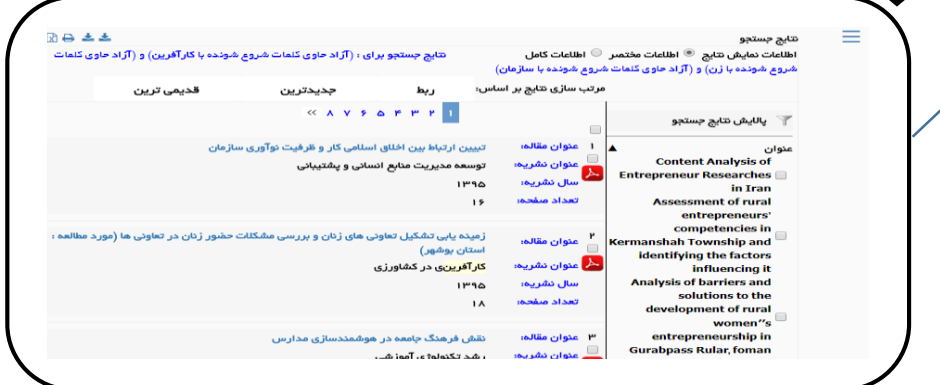 نتایج جستجو
اطلاعات نمایش نتایج اطلاعات مختصر اطلاعات کامل نتایج جستجو برای : (آزاد حاوی کلمات شروع شونده با کارآفرین) و (آزاد حاوی کلمات
شروع شونده با زن) و (آزاد حاوی کلمات شروع شونده با سازمان)
مرتب سازی نتایج بر اساس: ربط جدیدترین قدیمی ترین
۱ ۲ ۳ ۴ ۵ ۶ ۷ ۸ >>
پالایش نتایج جستجو
عنوان
Content Analysis of
Entrepreneur Researches
in Iran
Assessment of rural
entrepreneurs'
competencies in
Kermanshah Township and
identifying the factors
influencing it
Analysis of barriers and
solutions to the
development of rural
women''s
entrepreneurship in
Gurabpass Rular, foman
۱ عنوان مقاله: تبیین ارتباط بین اخلاق اسلامی کار و ظرفیت نوآوری سازمان
عنوان نشریه: توسعه مدیریت منابع انسانی و پشتیبانی
سال نشریه: ۱۳۹۵
تعداد صفحه: ۱۶
۲ عنوان مقاله: زمینه یابی تشکیل تعاونی های زنان و بررسی مشکلات حضور زنان در تعاونی ها (مورد مطالعه :
استان بوشهر)
عنوان نشریه: کارآفرینی در کشاورزی
سال نشریه: ۱۳۹۵
تعداد صفحه: ۱۸
۳ عنوان مقاله: نقش فرهنگ جامعه در هوشمندسازی مدارس
عنوان نشریه: رشد تکنولوژی آموزشی